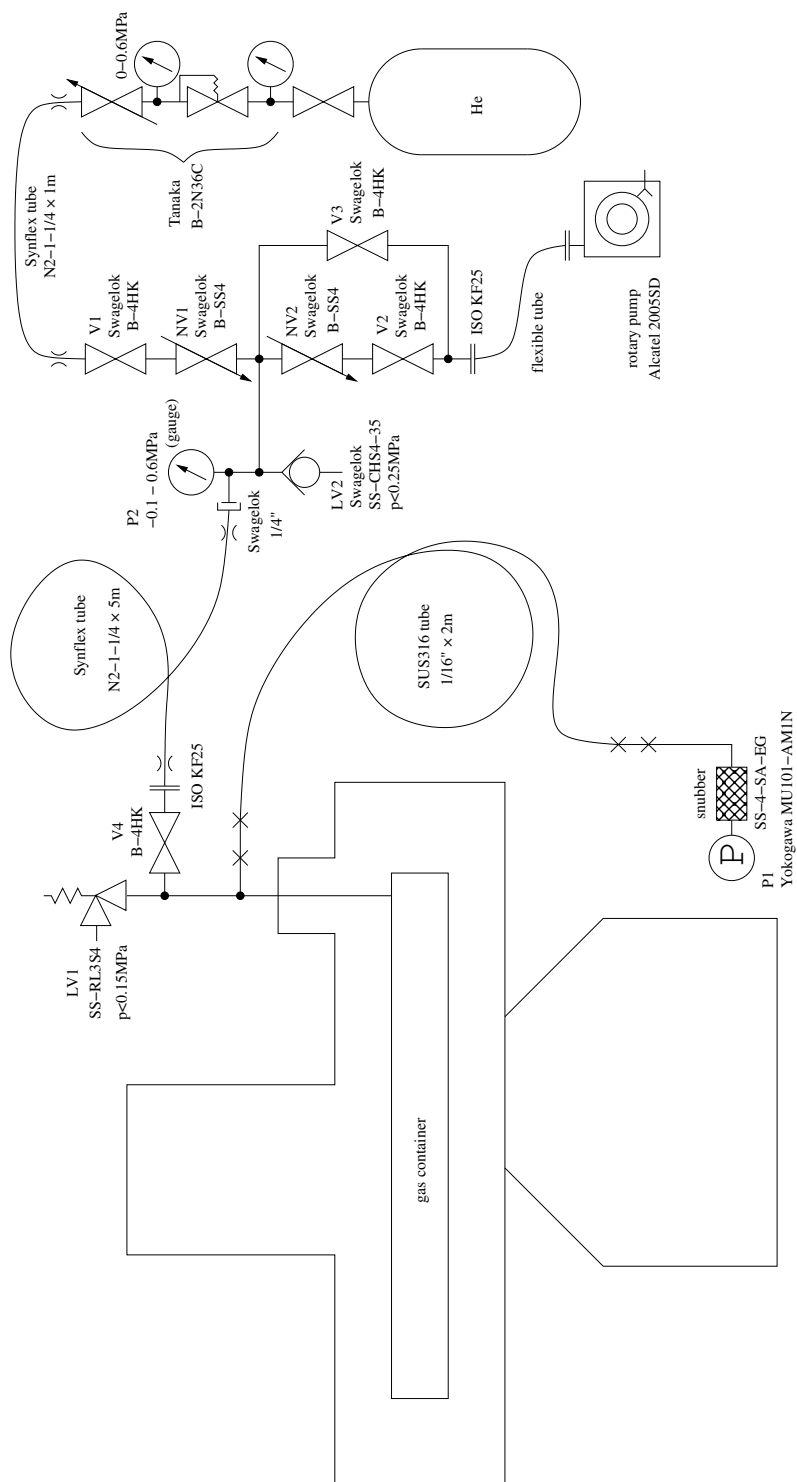 LV1
SS−RL3S4
p<0.15MPa
V4
B−4HK
ISO KF25
Synflex tube
N2−1−1/4 × 5m
P2
−0.1 − 0.6MPa
(gauge)
Swagelok
1/4"
LV2
Swagelok
SS−CHS4−35
p<0.25MPa
Synflex tube
N2−1−1/4 × 1m
V1
Swagelok
B−4HK
NV1
Swagelok
B−SS4
NV2
Swagelok
B−SS4
V2
Swagelok
B−4HK
V3
Swagelok
B−4HK
0−0.6MPa
Tanaka
B−2N36C
He
ISO KF25
flexible tube
rotary pump
Alcatel 2005SD
SUS316 tube
1/16" × 2m
snubber
SS−4−SA−EG
P
P1
Yokogawa MU101−AM1N
gas container